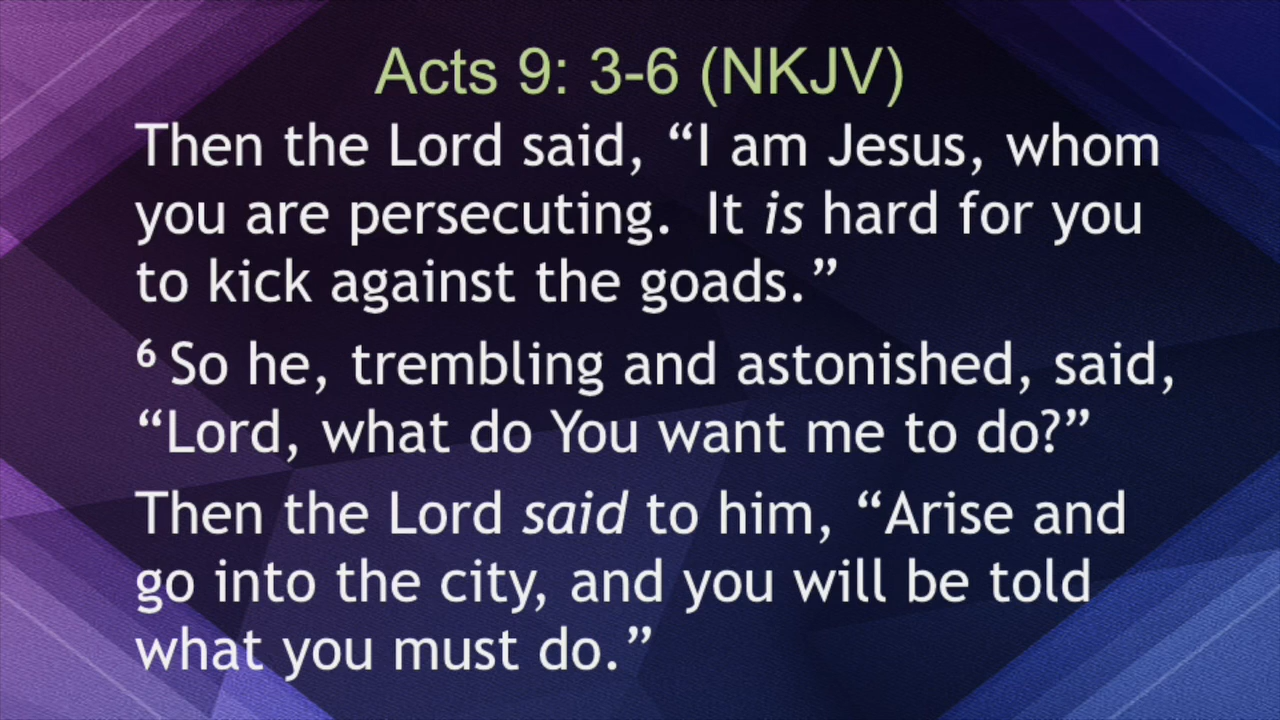 Acts 9: 3-6 (NKJV)
Then the Lord said, “I am Jesus, whom
you are persecuting.  It is hard for you
to kick against the goads.”
⁶ So he, trembling and astonished, said,
“Lord, what do You want me to do?”
Then the Lord said to him, “Arise and
go into the city, and you will be told
what you must do.”